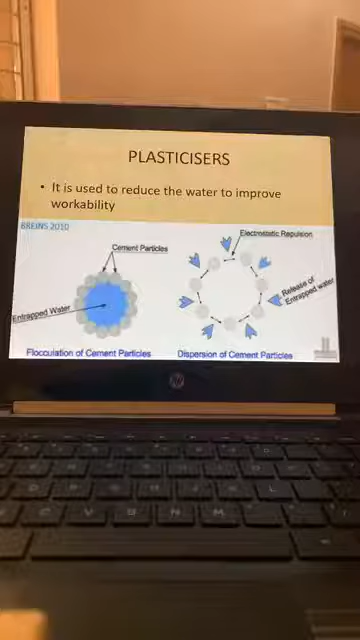 PLASTICISERS
• It is used to reduce the water to improve
workability
BREINS 2010
Cement Particles
Entrapped Water
Flocculation of Cement Particles
Electrostatic Repulsion
Release of
Entrapped water
Dispersion of Cement Particles
hp